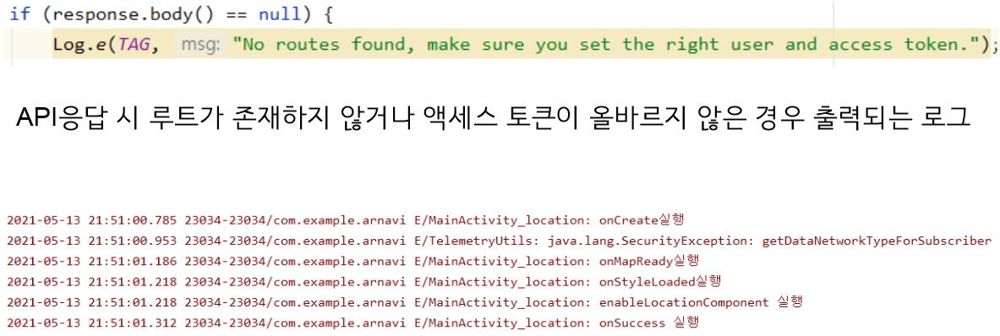 if (response.body() == null) {
Log.e(TAG, msg: "No routes found, make sure you set the right user and access token.");
API응답 시 루트가 존재하지 않거나 액세스 토큰이 올바르지 않은 경우 출력되는 로그
2021-05-13 21:51:00.785 23034-23034/com.example.arnavi E/MainActivity_location: onCreate실행
2021-05-13 21:51:00.953 23034-23034/com.example.arnavi E/TelemetryUtils: java.lang.SecurityException: getDataNetworkTypeForSubscriber
2021-05-13 21:51:01.186 23034-23034/com.example.arnavi E/MainActivity_location: onMapReady실행
2021-05-13 21:51:01.218 23034-23034/com.example.arnavi E/MainActivity_location: onStyleLoaded실행
2021-05-13 21:51:01.218 23034-23034/com.example.arnavi E/MainActivity_location: enableLocationComponent 실행
2021-05-13 21:51:01.312 23034-23034/com.example.arnavi E/MainActivity_location: onSuccess 실행